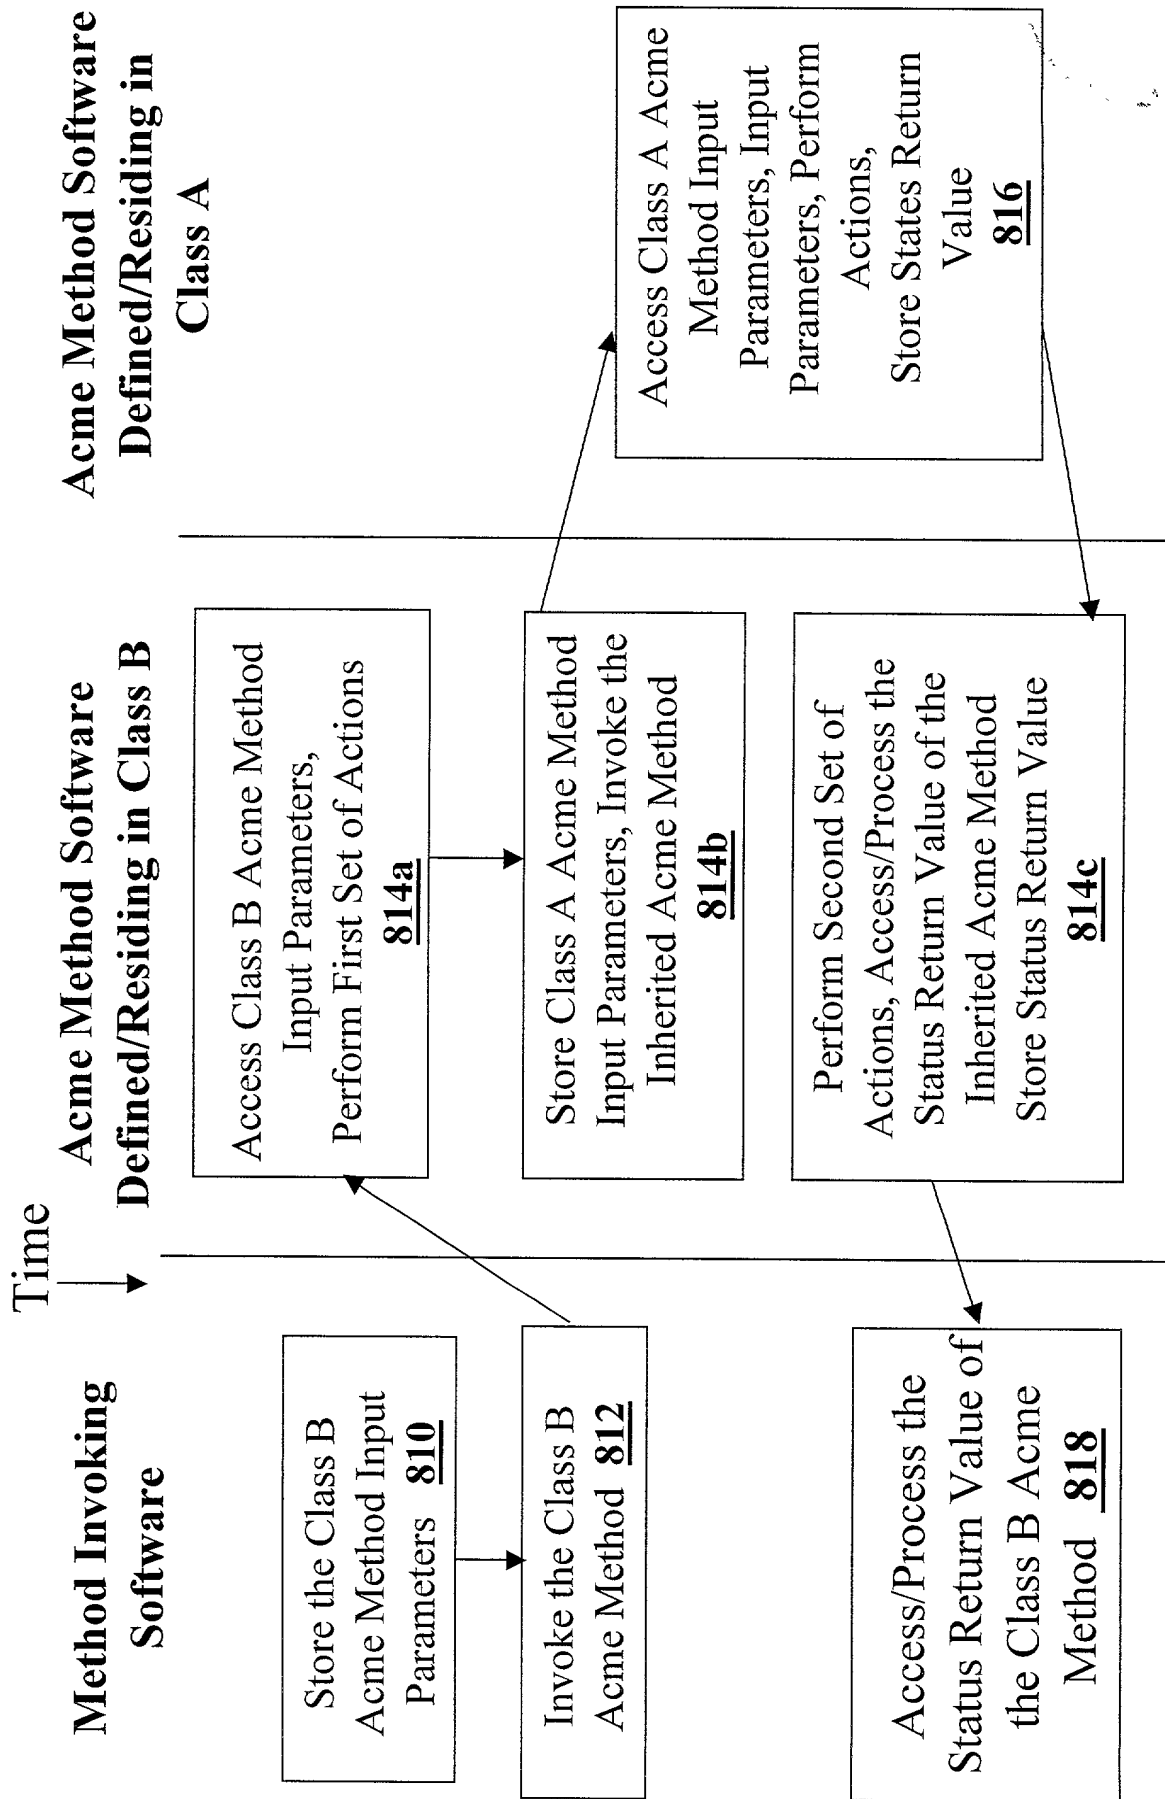 Time
Method Invoking
Software
Store the Class B
Acme Method Input
Parameters 810
Invoke the Class B
Acme Method 812
Access/Process the
Status Return Value of
the Class B Acme
Method 818
Acme Method Software
Defined/Residing in Class B
Access Class B Acme Method
Input Parameters,
Perform First Set of Actions
814a
Store Class A Acme Method
Input Parameters, Invoke the
Inherited Acme Method
814b
Perform Second Set of
Actions, Access/Process the
Status Return Value of the
Inherited Acme Method
Store Status Return Value
814c
Acme Method Software
Defined/Residing in
Class A
Access Class A Acme
Method Input
Parameters, Input
Parameters, Perform
Actions,
Store States Return
Value
816